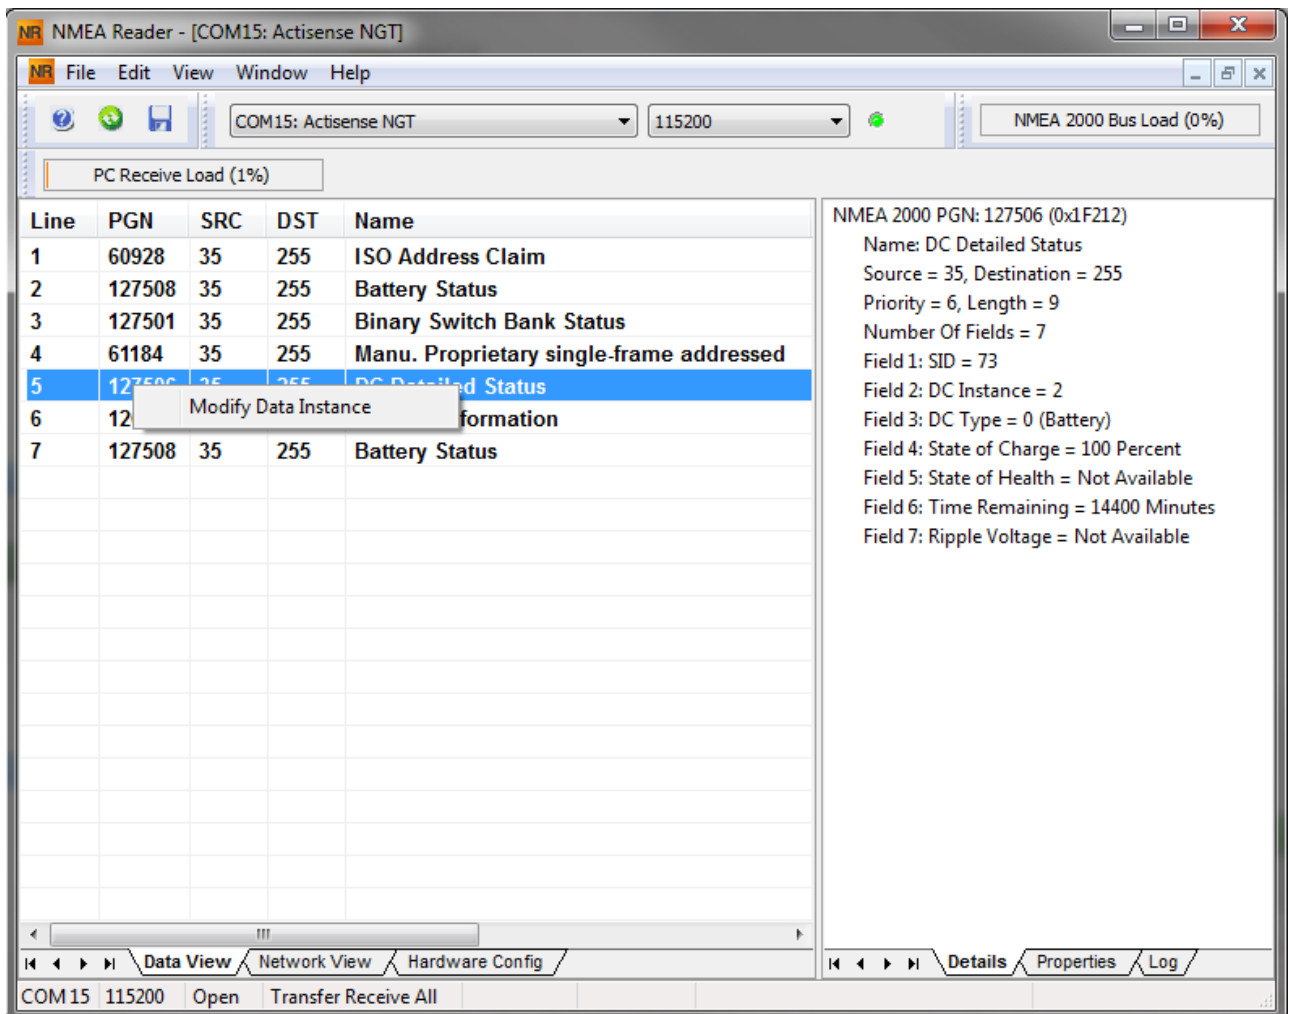 NR NMEA Reader - [COM15: Actisense NGT]
NR File Edit View Window Help
COM15: Actisense NGT 115200 NMEA 2000 Bus Load (0%)
PC Receive Load (1%)
Line PGN SRC DST Name
1 60928 35 255 ISO Address Claim
2 127508 35 255 Battery Status
3 127501 35 255 Binary Switch Bank Status
4 61184 35 255 Manu. Proprietary single-frame addressed
5 127506 35 255 DC Detailed Status
Modify Data Instance
6 12 formation
7 127508 35 255 Battery Status
NMEA 2000 PGN: 127506 (0x1F212)
Name: DC Detailed Status
Source = 35, Destination = 255
Priority = 6, Length = 9
Number Of Fields = 7
Field 1: SID = 73
Field 2: DC Instance = 2
Field 3: DC Type = 0 (Battery)
Field 4: State of Charge = 100 Percent
Field 5: State of Health = Not Available
Field 6: Time Remaining = 14400 Minutes
Field 7: Ripple Voltage = Not Available
Data View Network View Hardware Config
Details Properties Log
COM 15 115200 Open Transfer Receive All